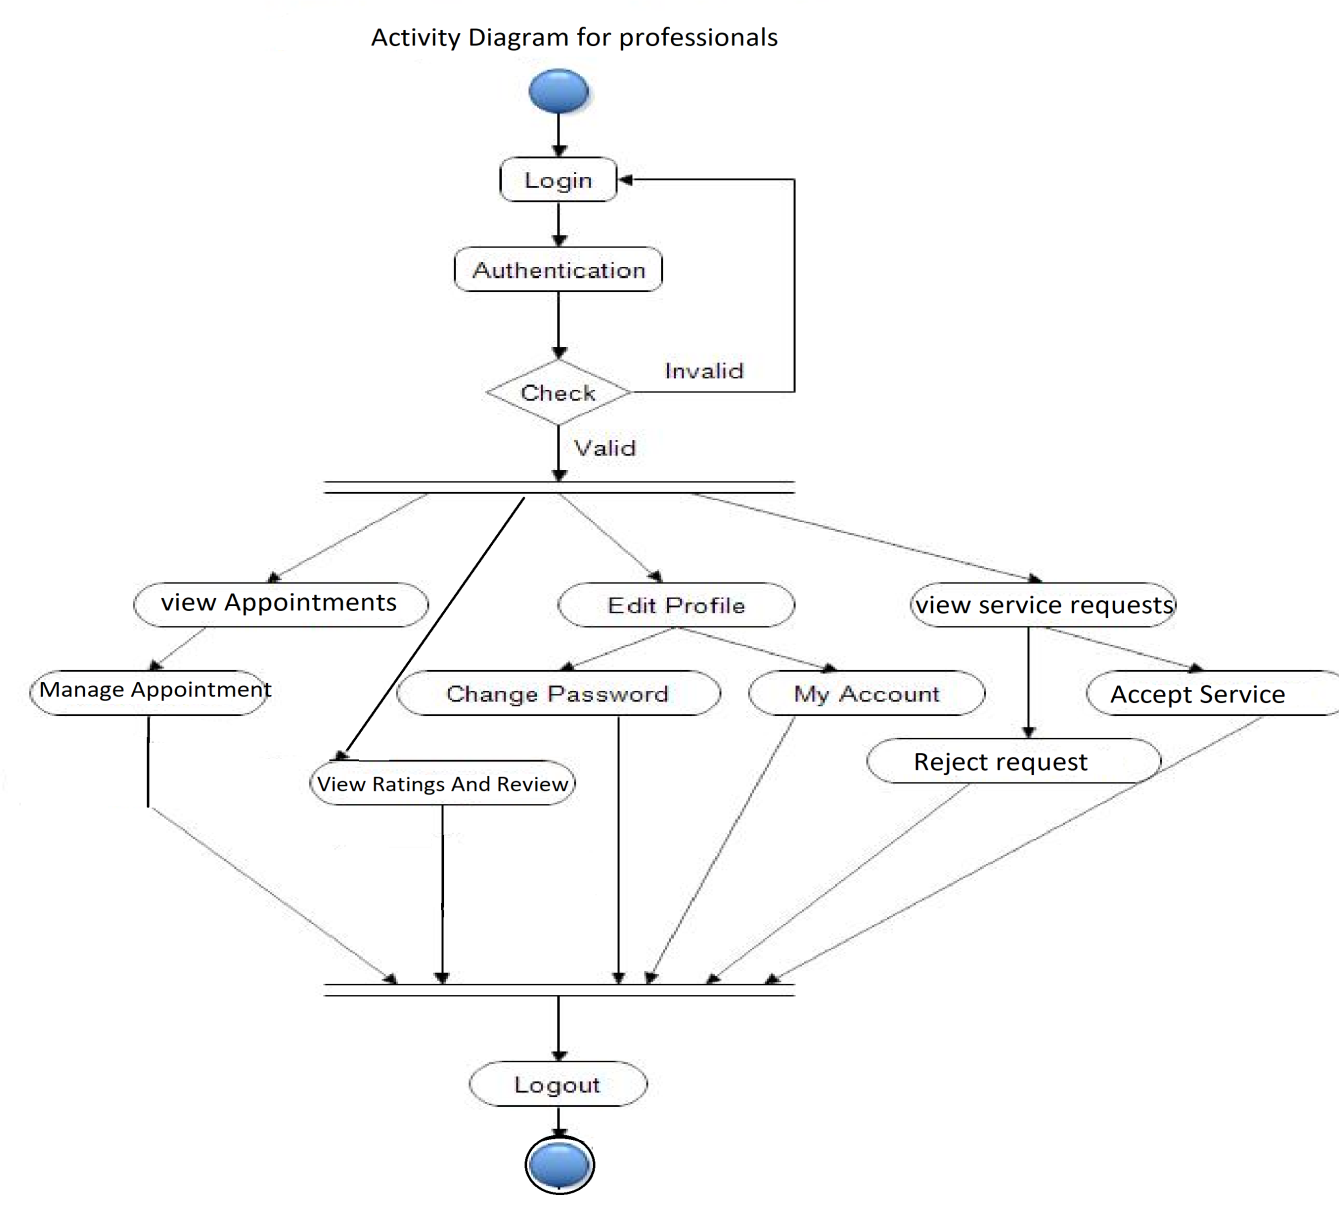 Activity Diagram for professionals
Login
Authentication
Check
Invalid
Valid
view Appointments
Edit Profile
view service requests
Manage Appointment
Change Password
My Account
Accept Service
Reject request
View Ratings And Review
Logout